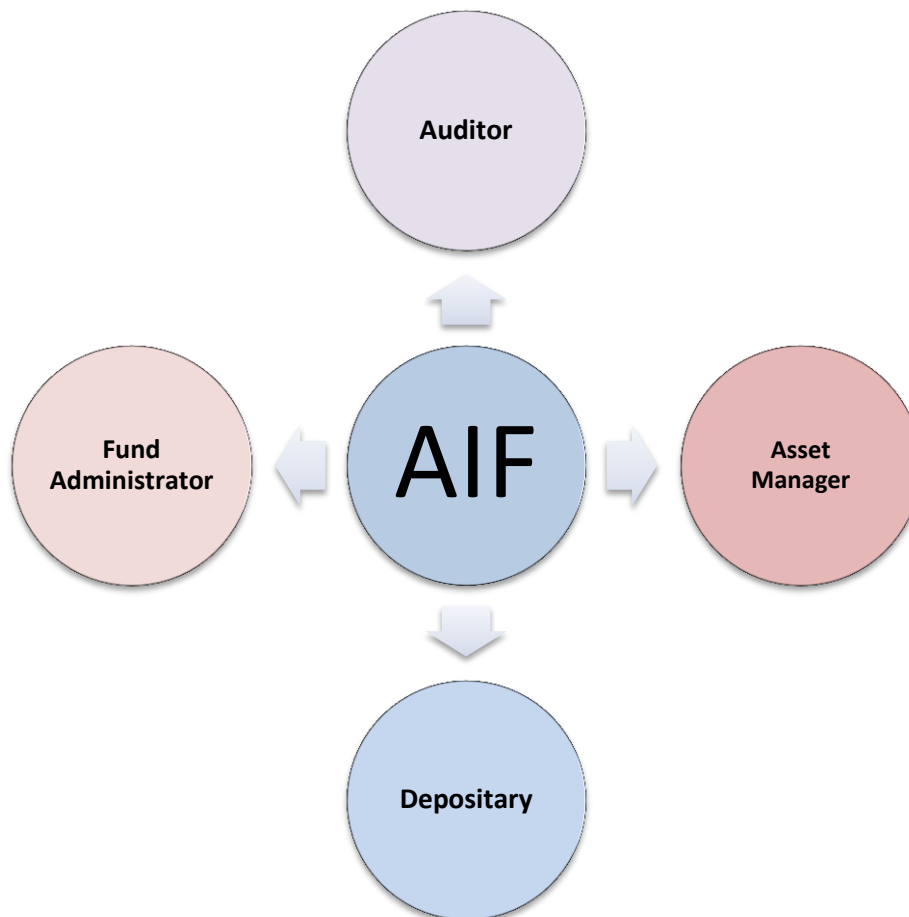 Auditor
Fund
Administrator
AIF
Asset
Manager
Depositary